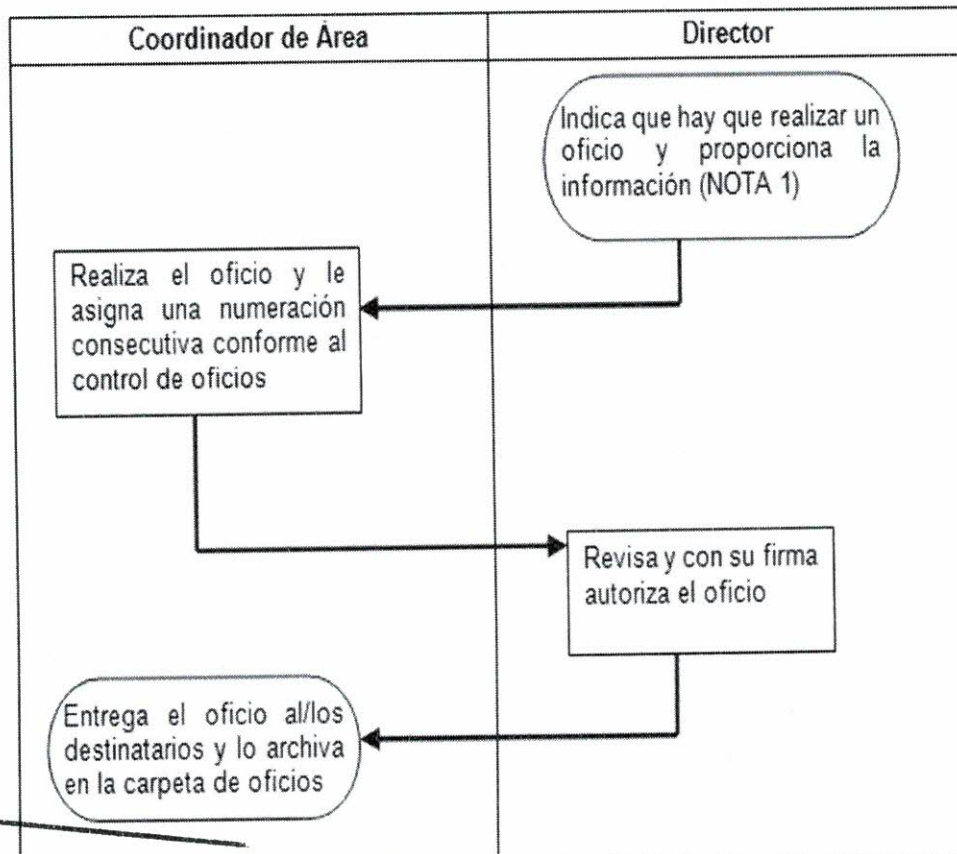 Coordinador de Área
Director
Indica que hay que realizar un
oficio y proporciona la
información (NOTA 1)
Realiza el oficio y le
asigna una numeración
consecutiva conforme al
control de oficios
Revisa y con su firma
autoriza el oficio
Entrega el oficio al/los
destinatarios y lo archiva
en la carpeta de oficios